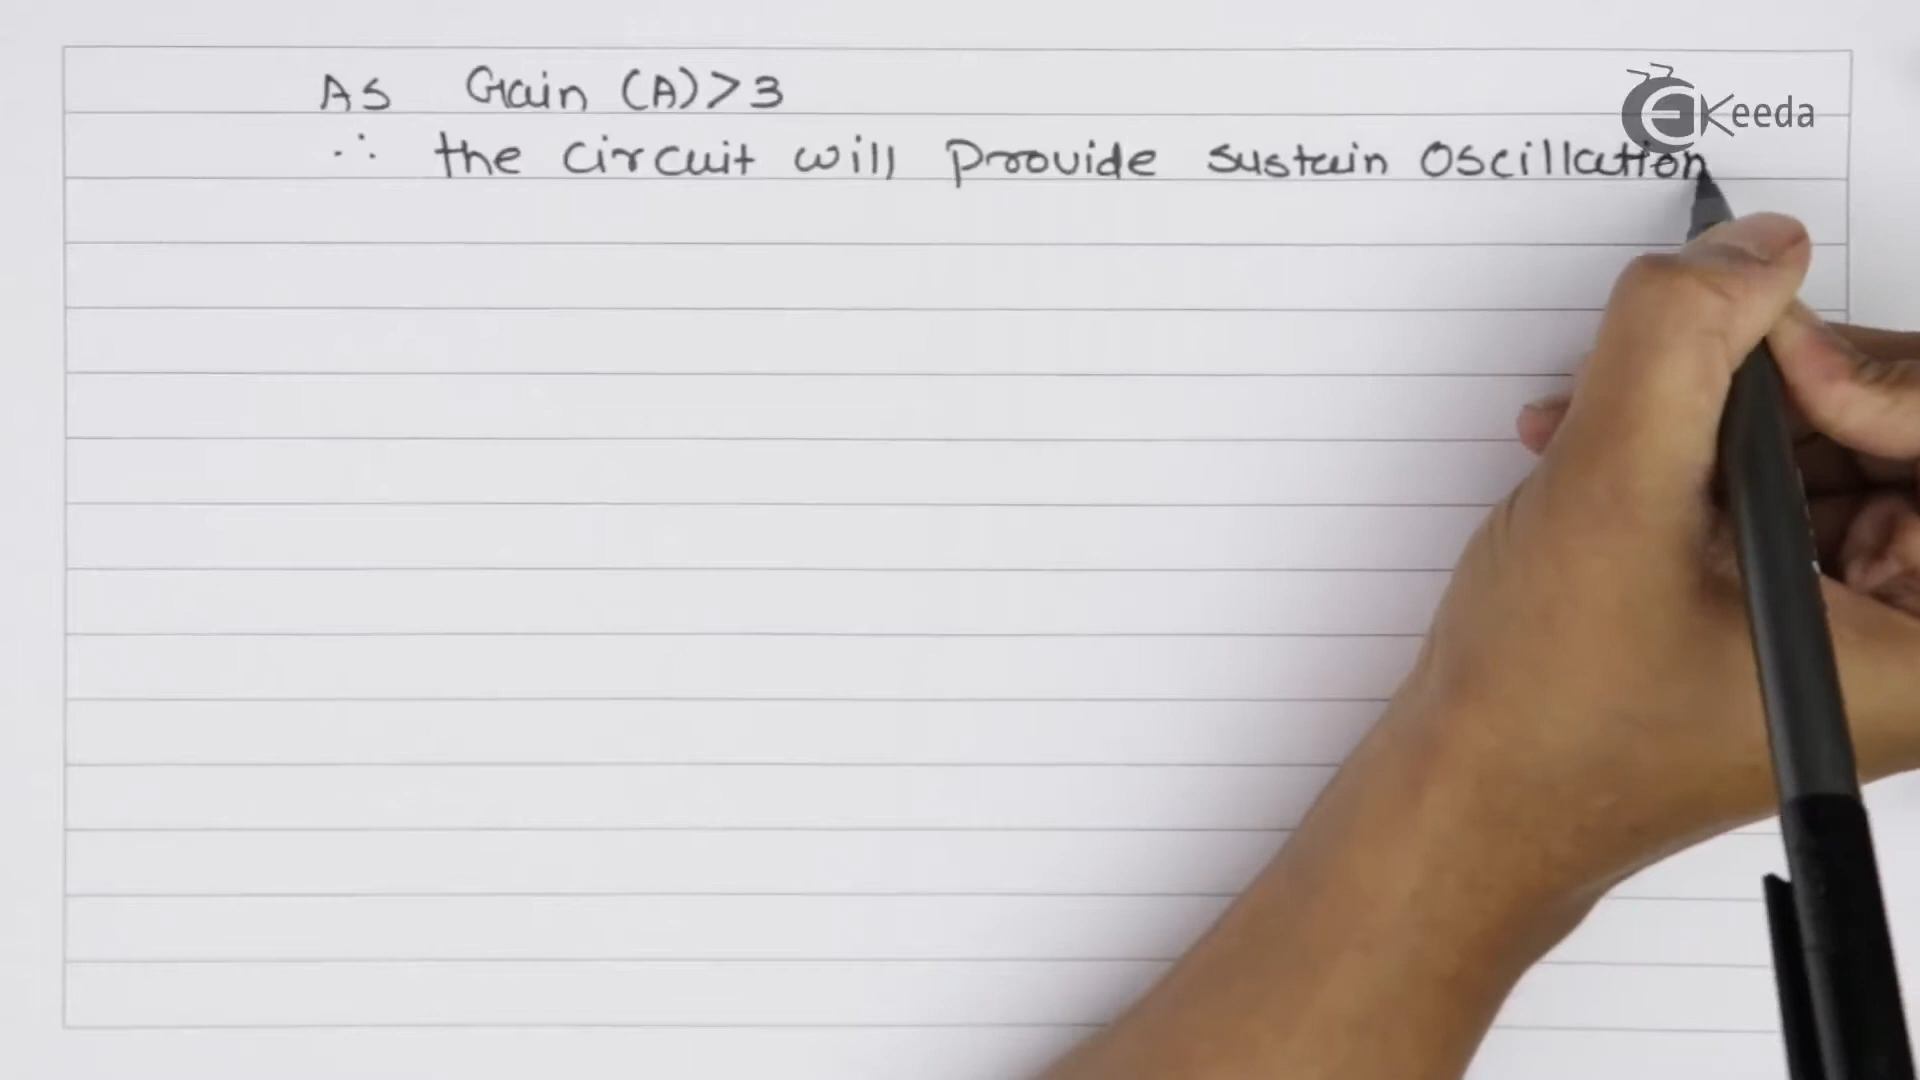 As Gain (A)>3
∴ the circuit will provide sustain oscillation
Keeda